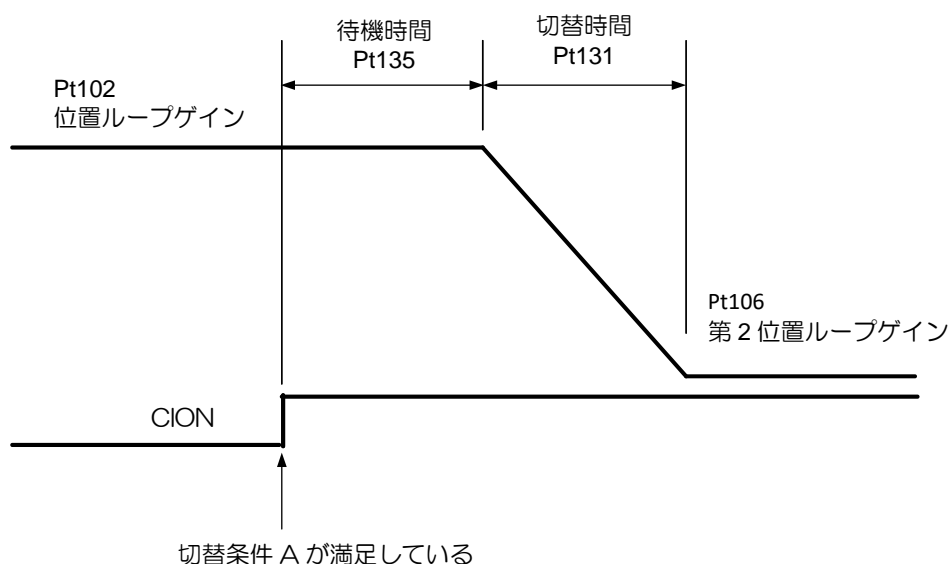 待機時間
Pt135
切替時間
Pt131
Pt102
位置ループゲイン
Pt106
第2位置ループゲイン
CION
切替条件 A が満足している